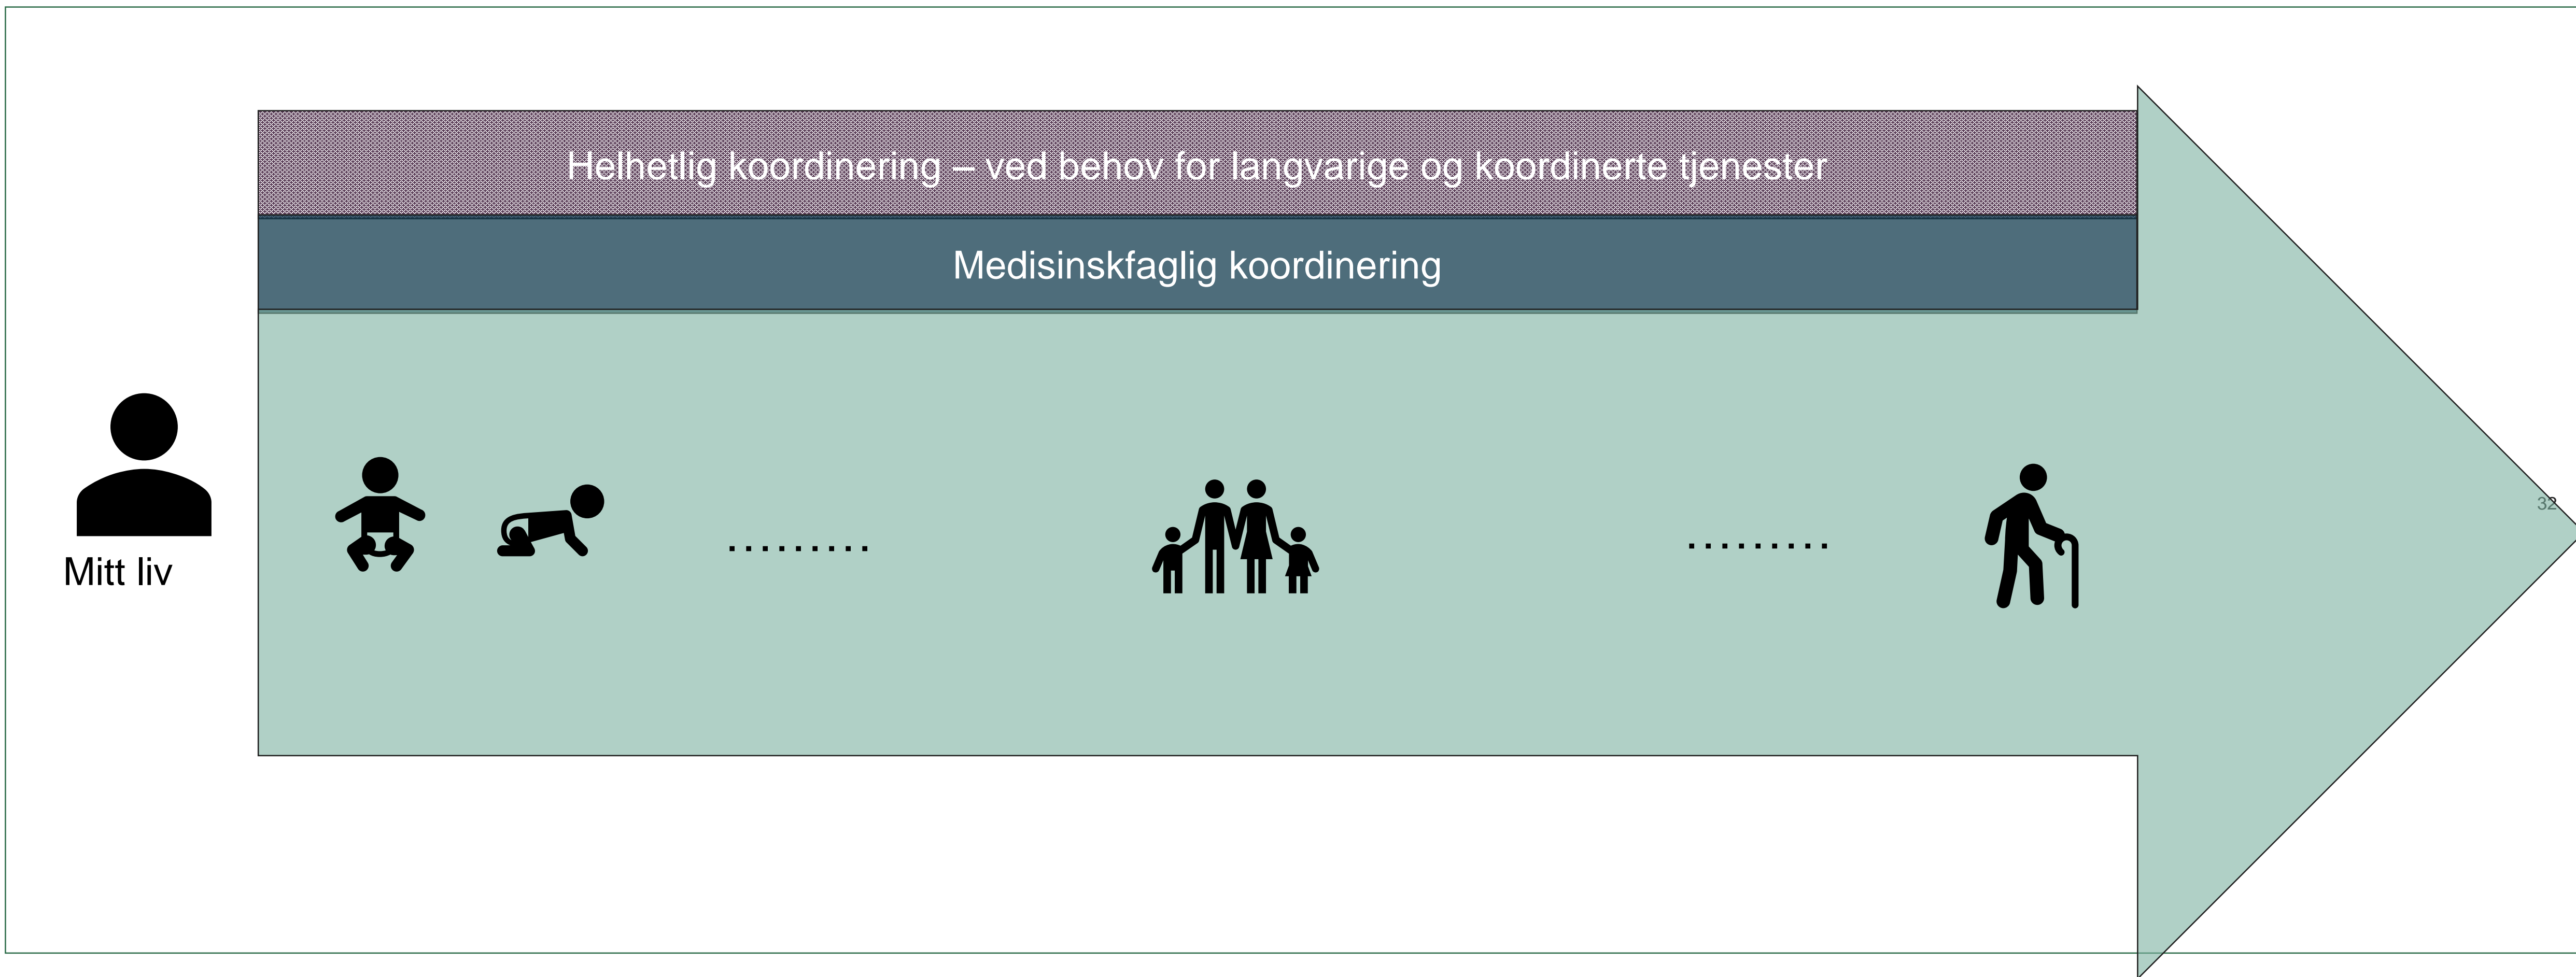 Helhetlig koordinering – ved behov for langvarige og koordinerte tjenester
Medisinskfaglig koordinering
Mitt liv
………
………
32